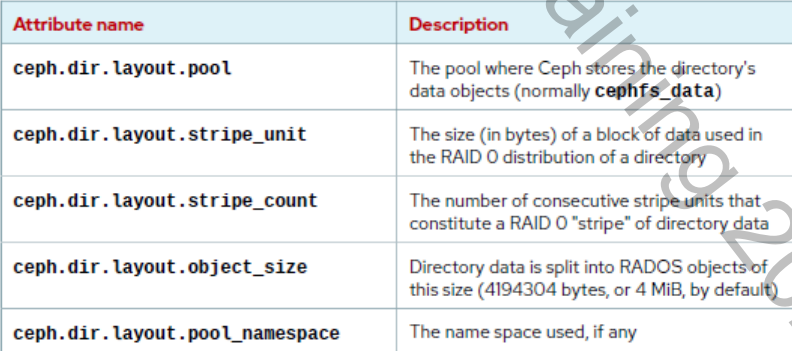 Attribute name Description
ceph.dir.layout.pool The pool where Ceph stores the directory's
data objects (normally cephfs_data)
ceph.dir.layout.stripe_unit The size (in bytes) of a block of data used in
the RAID 0 distribution of a directory
ceph.dir.layout.stripe_count The number of consecutive stripe units that
constitute a RAID 0 "stripe" of directory data
ceph.dir.layout.object_size Directory data is split into RADOS objects of
this size (4194304 bytes, or 4 MiB, by default)
ceph.dir.layout.pool_namespace The name space used, if any